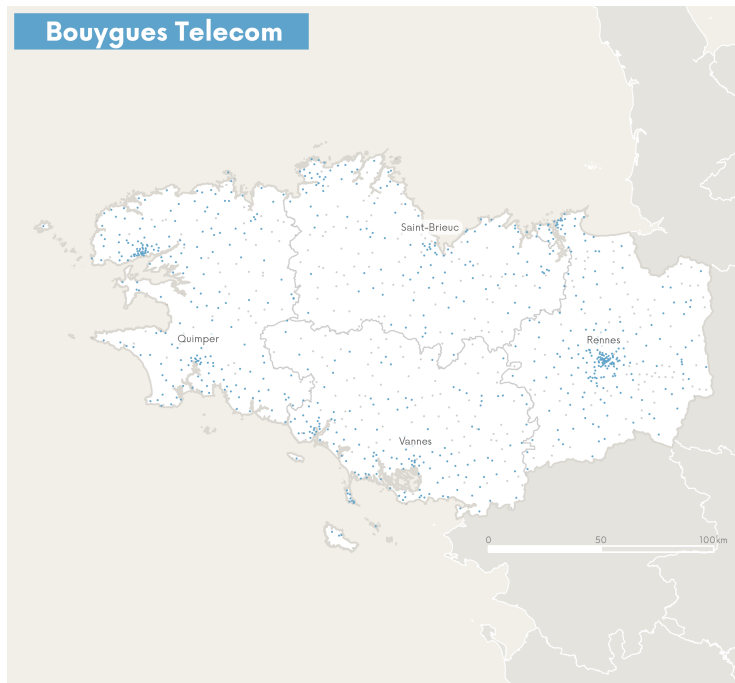 Bouygues Telecom
Saint-Brieuc
Quimper
Rennes
Vannes
0 50 100km